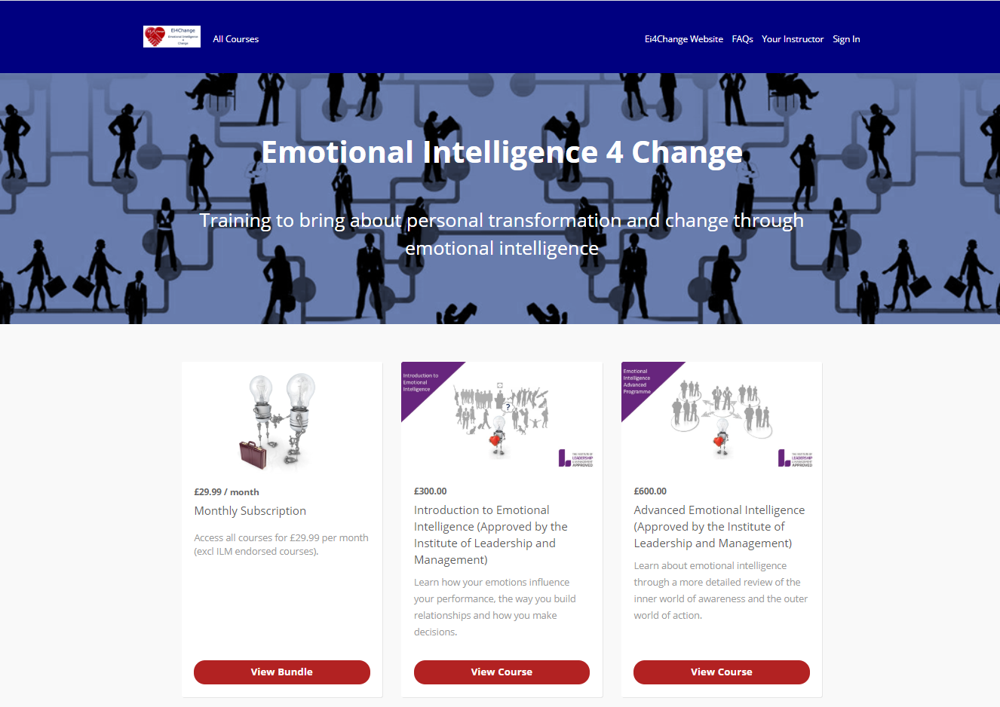 Ei4Change
Emotional Intelligence
4
Change
All Courses
Ei4Change Website
FAQs
Your Instructor
Sign In
Emotional Intelligence 4 Change
Training to bring about personal transformation and change through
emotional intelligence
£29.99 / month
Monthly Subscription
Access all courses for £29.99 per month
(excl ILM endorsed courses).
View Bundle
Introduction to
Emotional
Intelligence
?
THE INSTITUTE OF
LEADERSHIP
& MANAGEMENT
APPROVED
£300.00
Introduction to Emotional
Intelligence (Approved by the
Institute of Leadership and
Management)
Learn how your emotions influence
your performance, the way you build
relationships and how you make
decisions.
View Course
Emotional
Intelligence
Advanced
Programme
THE INSTITUTE OF
LEADERSHIP
& MANAGEMENT
APPROVED
£600.00
Advanced Emotional Intelligence
(Approved by the Institute of
Leadership and Management)
Learn about emotional intelligence
through a more detailed review of the
inner world of awareness and the outer
world of action.
View Course